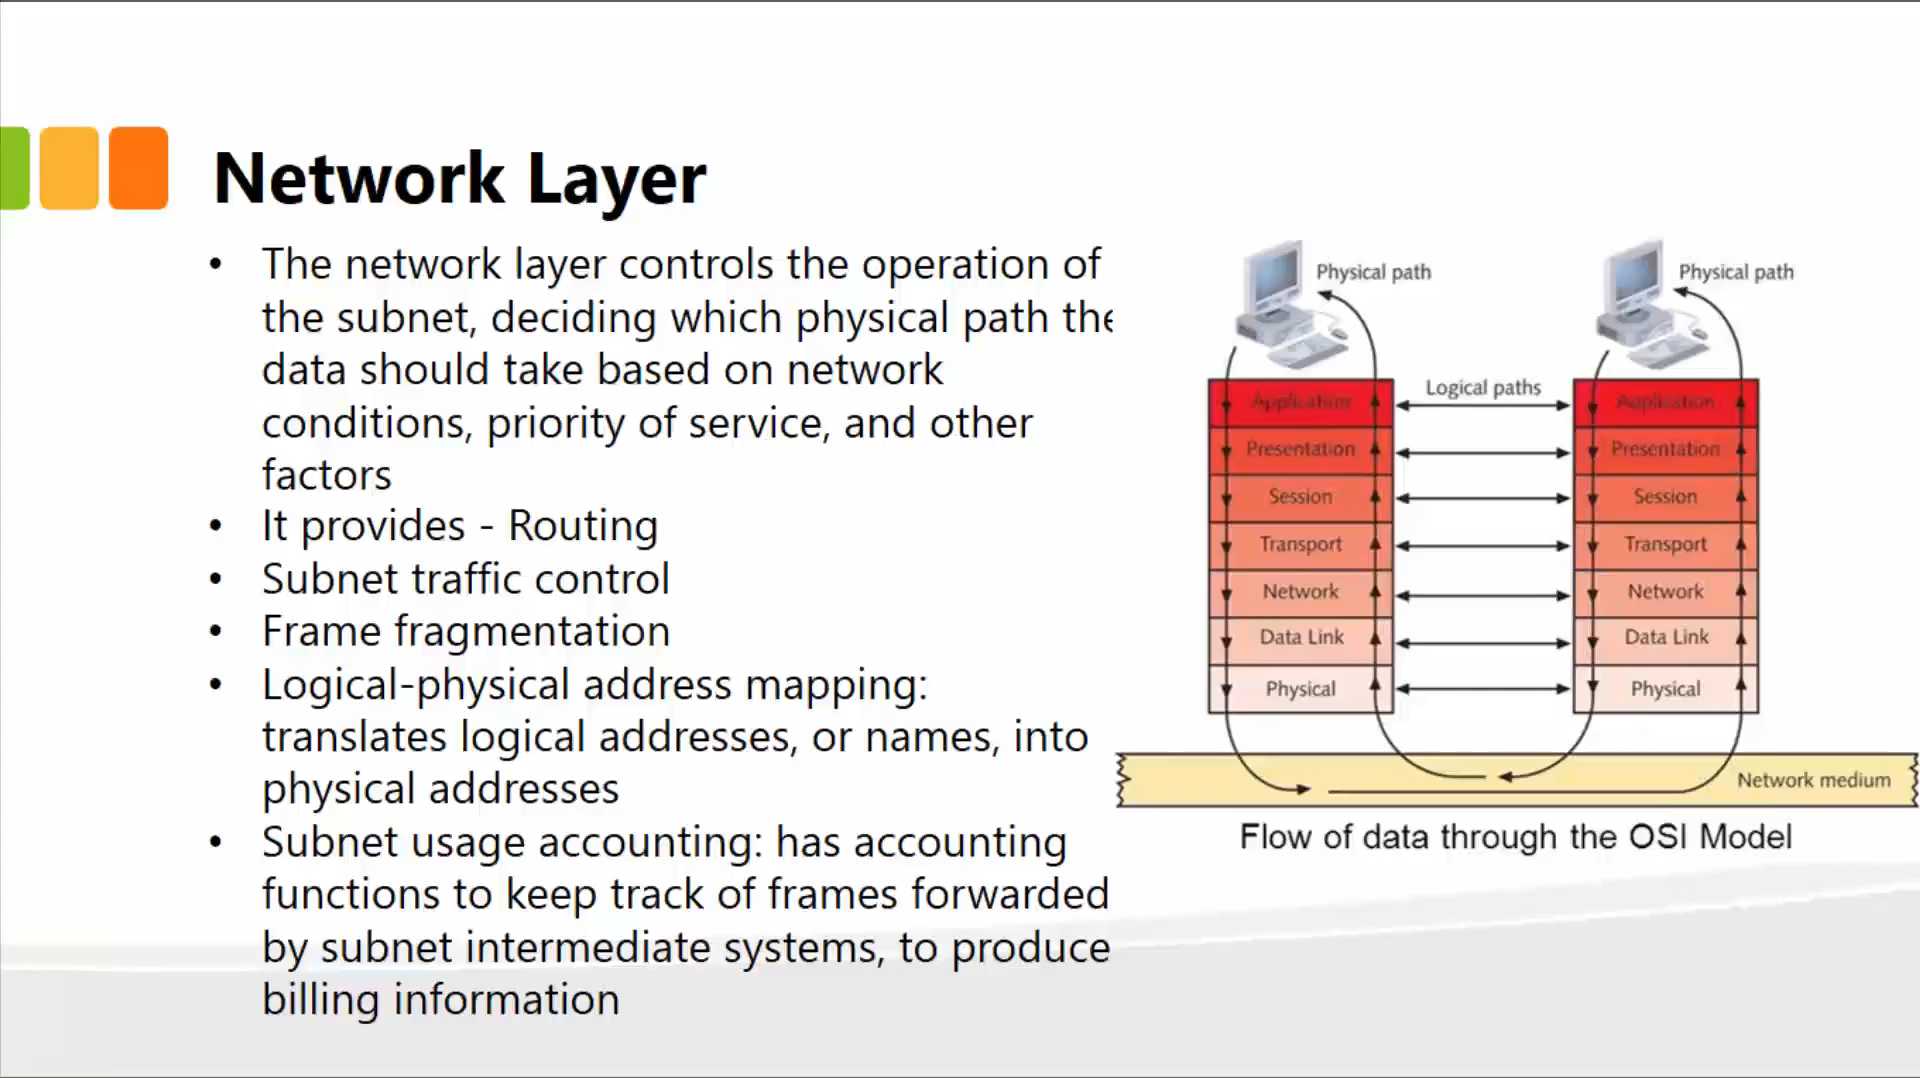 Network Layer
• The network layer controls the operation of
the subnet, deciding which physical path the
data should take based on network
conditions, priority of service, and other
factors
• It provides - Routing
• Subnet traffic control
• Frame fragmentation
• Logical-physical address mapping:
translates logical addresses, or names, into
physical addresses
• Subnet usage accounting: has accounting
functions to keep track of frames forwarded
by subnet intermediate systems, to produce
billing information
Physical path
Physical path
Logical paths
Application
Application
Presentation
Presentation
Session
Session
Transport
Transport
Network
Network
Data Link
Data Link
Physical
Physical
Network medium
Flow of data through the OSI Model